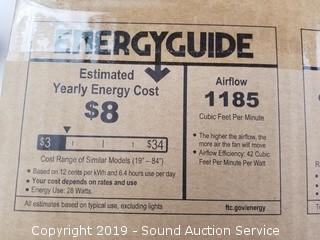 ENERGYGUIDE
Estimated
Yearly Energy Cost
$8
$3
$34
Cost Range of Similar Models (19" – 84")
• Based on 12 cents per kWh and 6.4 hours use per day
• Your cost depends on rates and use
• Energy Use: 28 Watts
Airflow
1185
Cubic Feet Per Minute
• The higher the airflow, the more air the fan will move
• Airflow Efficiency: 42 Cubic Feet Per Minute Per Watt
All estimates based on typical use, excluding lights
ftc.gov/energy
Copyright 2019 - Sound Auction Service